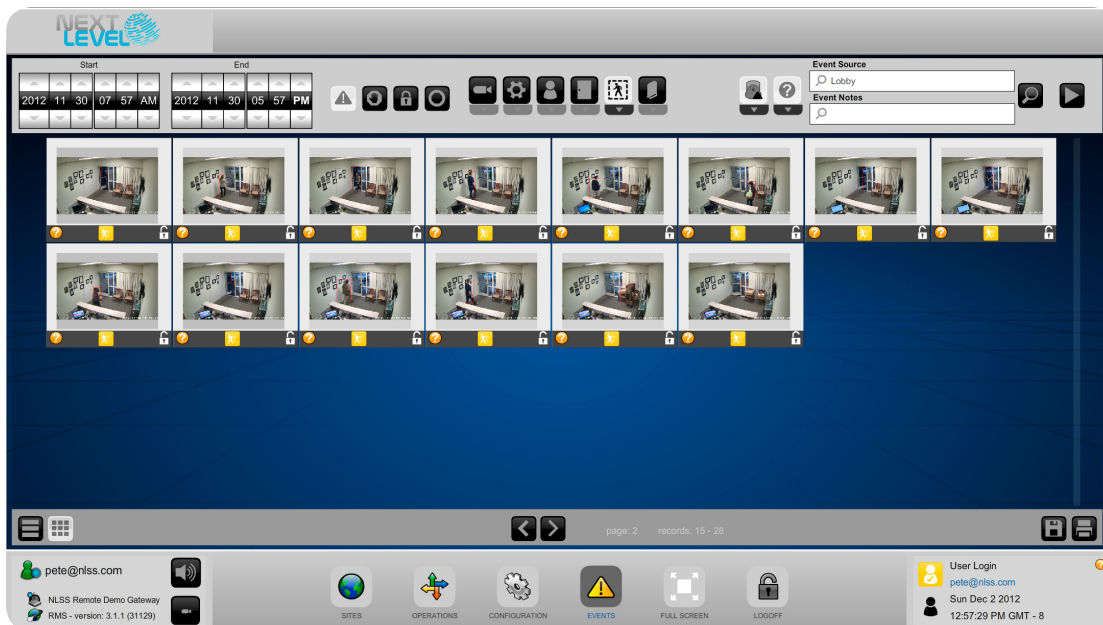 NEXT
LEVEL
Start
End
Event Source
Lobby
2012 11 30 07 57 AM
2012 11 30 05 57 PM
Event Notes
page: 2 records: 15 - 28
pete@nlss.com
NLSS Remote Demo Gateway
RMS - version: 3.1.1 (31129)
SITES
OPERATIONS
CONFIGURATION
EVENTS
FULL SCREEN
LOGOFF
User Login
pete@nlss.com
Sun Dec 2 2012
12:57:29 PM GMT - 8